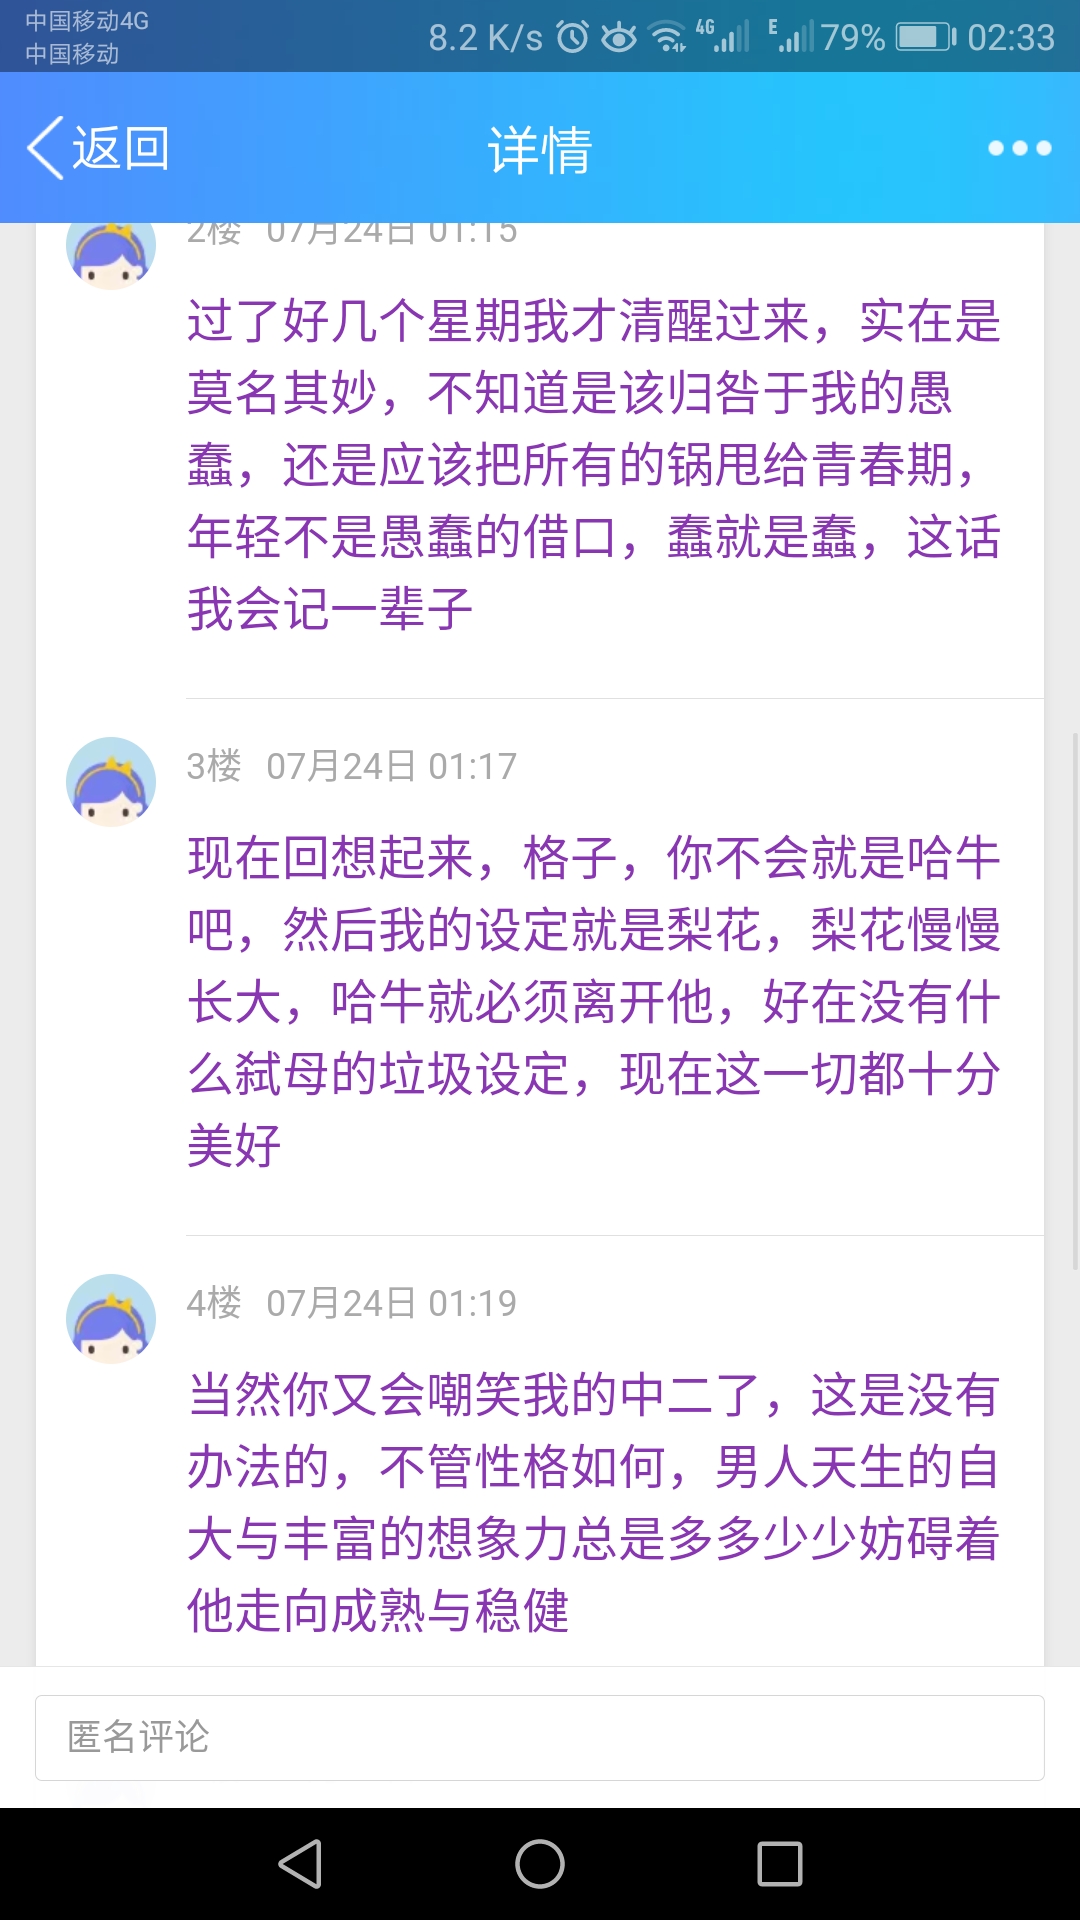 中国移动4G
中国移动
8.2 K/s
4G
E
79%
02:33
返回
详情
2楼 07月24日 01:15
过了好几个星期我才清醒过来，实在是
莫名其妙，不知道是该归咎于我的愚
蠢，还是应该把所有的锅甩给青春期，
年轻不是愚蠢的借口，蠢就是蠢，这话
我会记一辈子
3楼 07月24日 01:17
现在回想起来，格子，你不会就是哈牛
吧，然后我的设定就是梨花，梨花慢慢
长大，哈牛就必须离开他，好在没有什
么弑母的垃圾设定，现在这一切都十分
美好
4楼 07月24日 01:19
当然你又会嘲笑我的中二了，这是没有
办法的，不管性格如何，男人天生的自
大与丰富的想象力总是多多少少妨碍着
他走向成熟与稳健
匿名评论